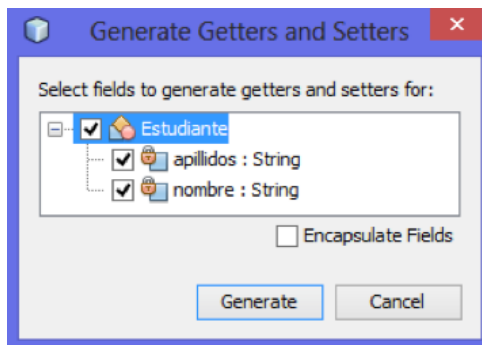 Generate Getters and Setters
Select fields to generate getters and setters for:
Estudiante
apillidos : String
nombre : String
Encapsulate Fields
Generate Cancel